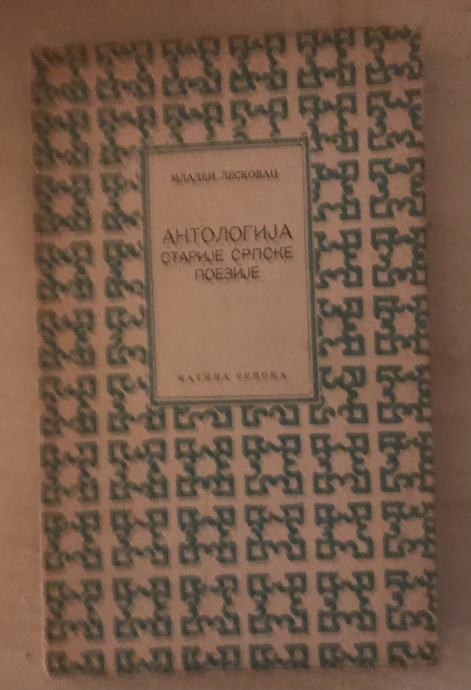 МЛАДЕН ЛЕСКОВАЦ
АНТОЛОГИЈА
СТАРИЈЕ СРПСКЕ
ПОЕЗИЈЕ
МАТИЦА СРПСКА